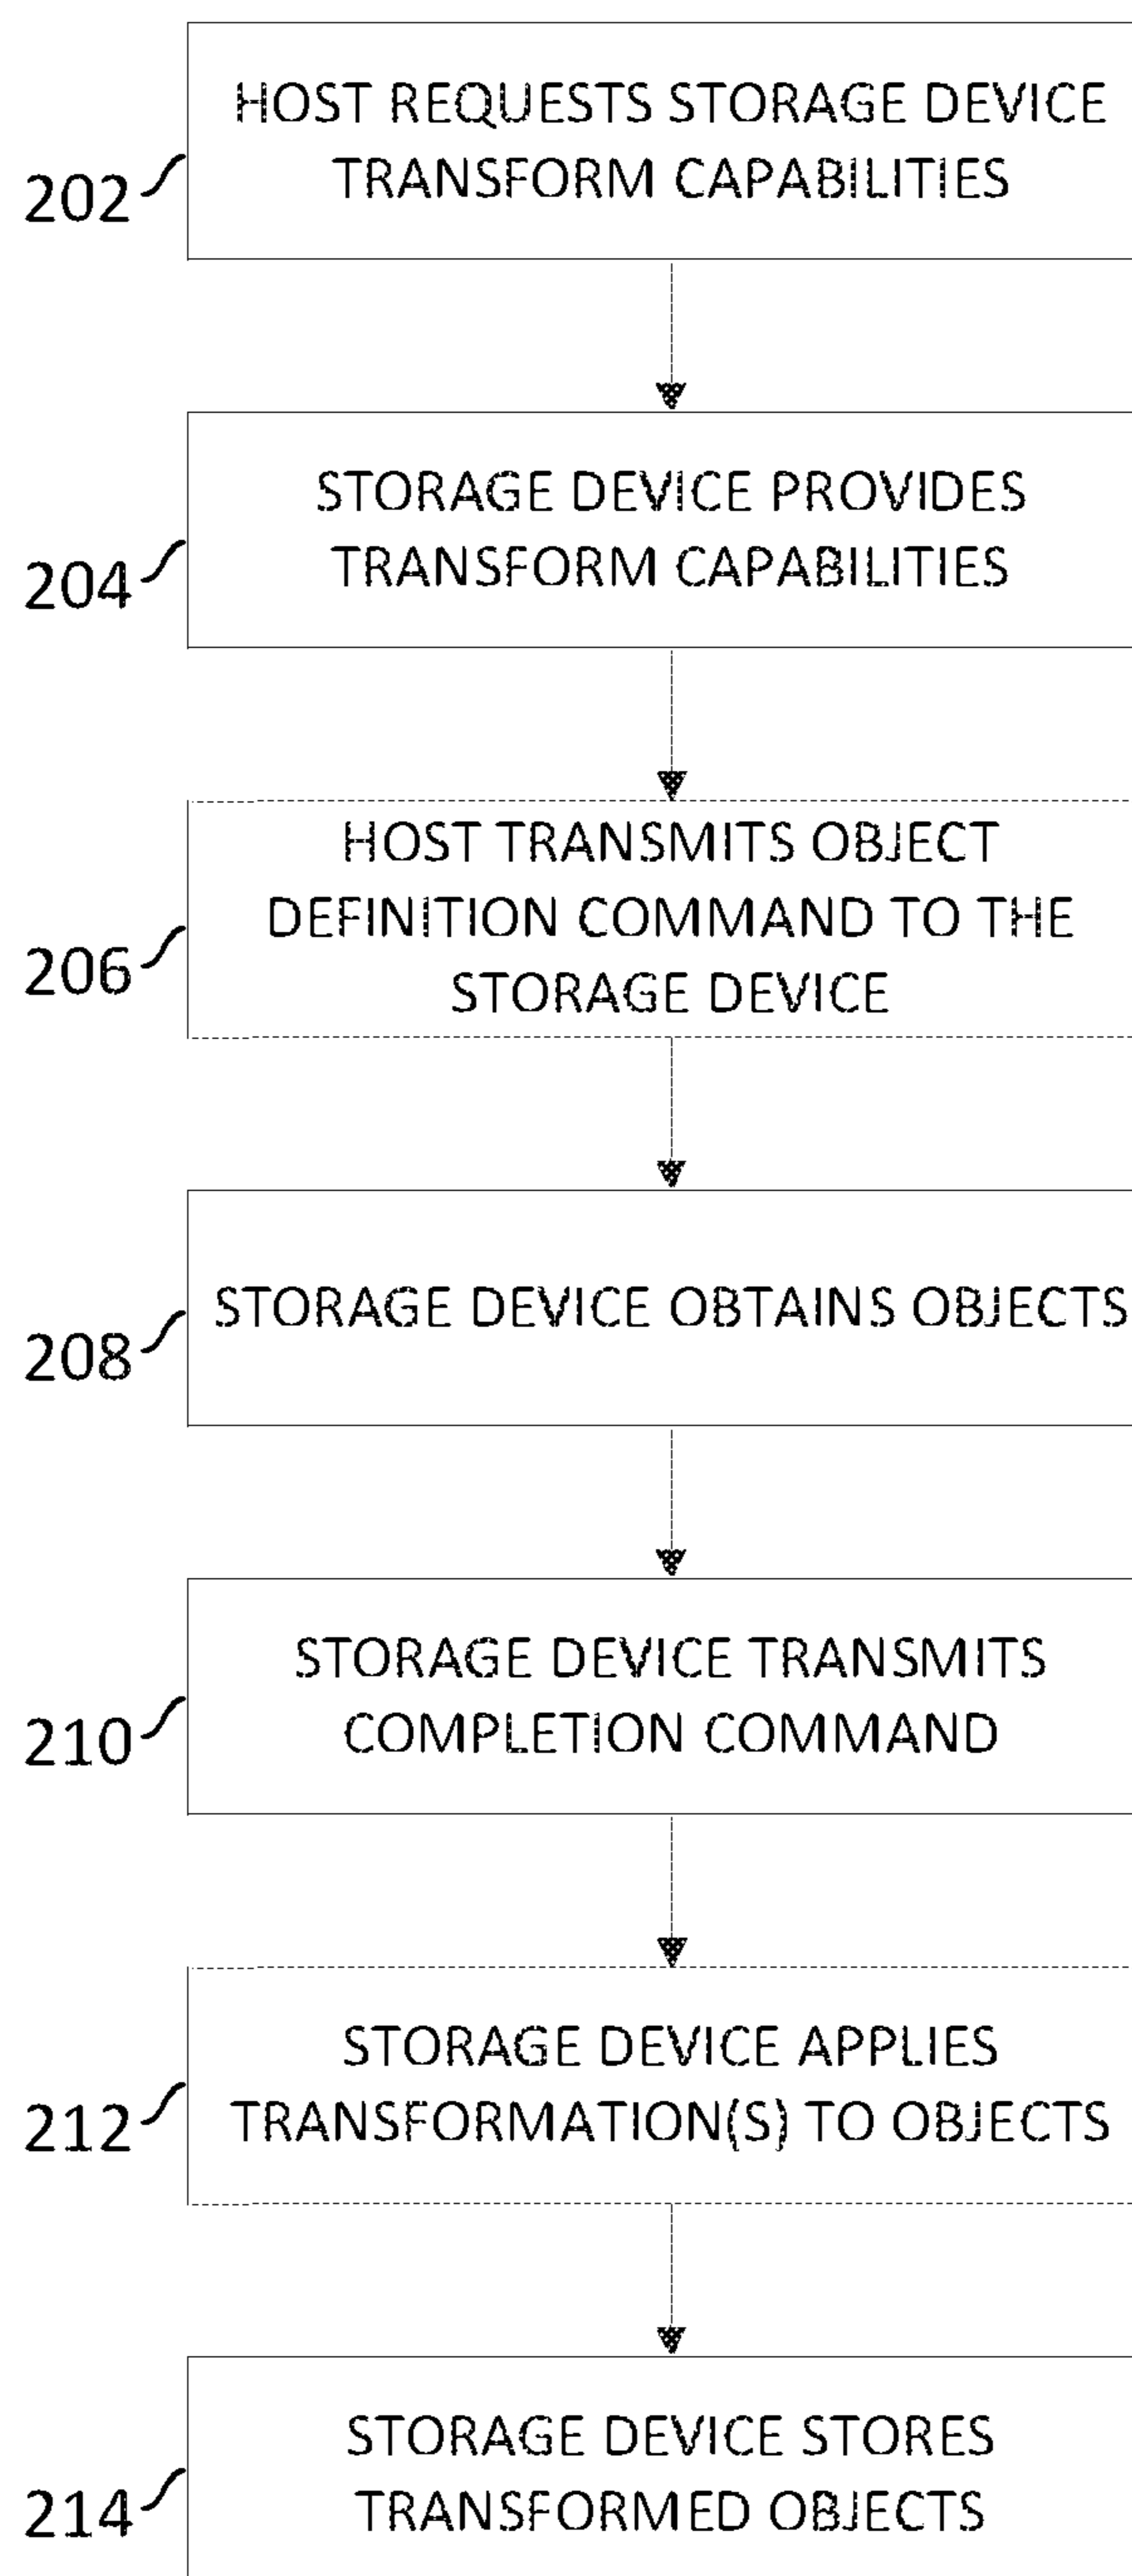 HOST REQUESTS STORAGE DEVICE
TRANSFORM CAPABILITIES
202
STORAGE DEVICE PROVIDES
TRANSFORM CAPABILITIES
204
HOST TRANSMITS OBJECT
DEFINITION COMMAND TO THE
STORAGE DEVICE
206
STORAGE DEVICE OBTAINS OBJECTS
208
STORAGE DEVICE TRANSMITS
COMPLETION COMMAND
210
STORAGE DEVICE APPLIES
TRANSFORMATION(S) TO OBJECTS
212
STORAGE DEVICE STORES
TRANSFORMED OBJECTS
214